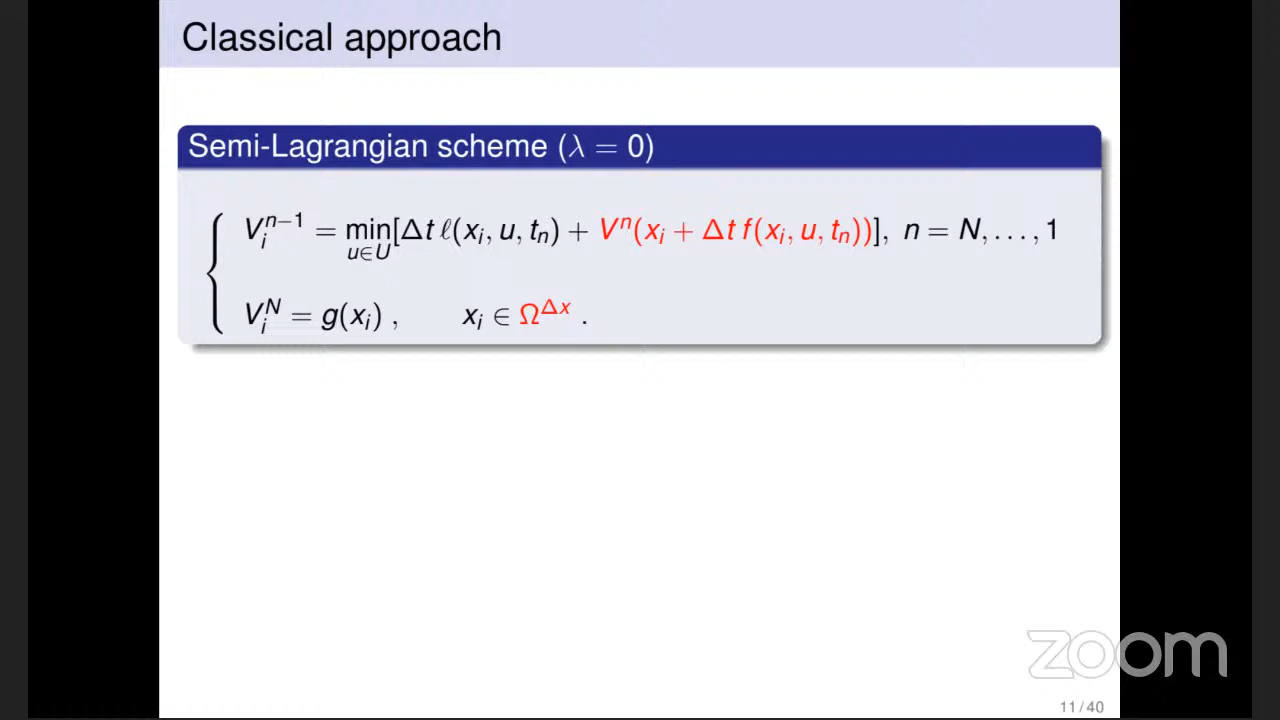 Classical approach
Semi-Lagrangian scheme (λ = 0)
V_i^{n−1} = min_{u∈U}[Δt ℓ(x_i, u, t_n) + V^n(x_i + Δt f(x_i, u, t_n))], n = N, . . . , 1
V_i^N = g(x_i) , x_i ∈ Ω^{Δx} .
zoom
11 / 40